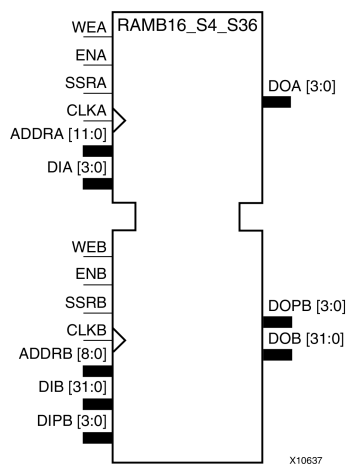 RAMB16_S4_S36
WEA
ENA
SSRA
CLKA
ADDRA [11:0]
DIA [3:0]
DOA [3:0]
WEB
ENB
SSRB
CLKB
ADDRB [8:0]
DIB [31:0]
DIPB [3:0]
DOPB [3:0]
DOB [31:0]
X10637